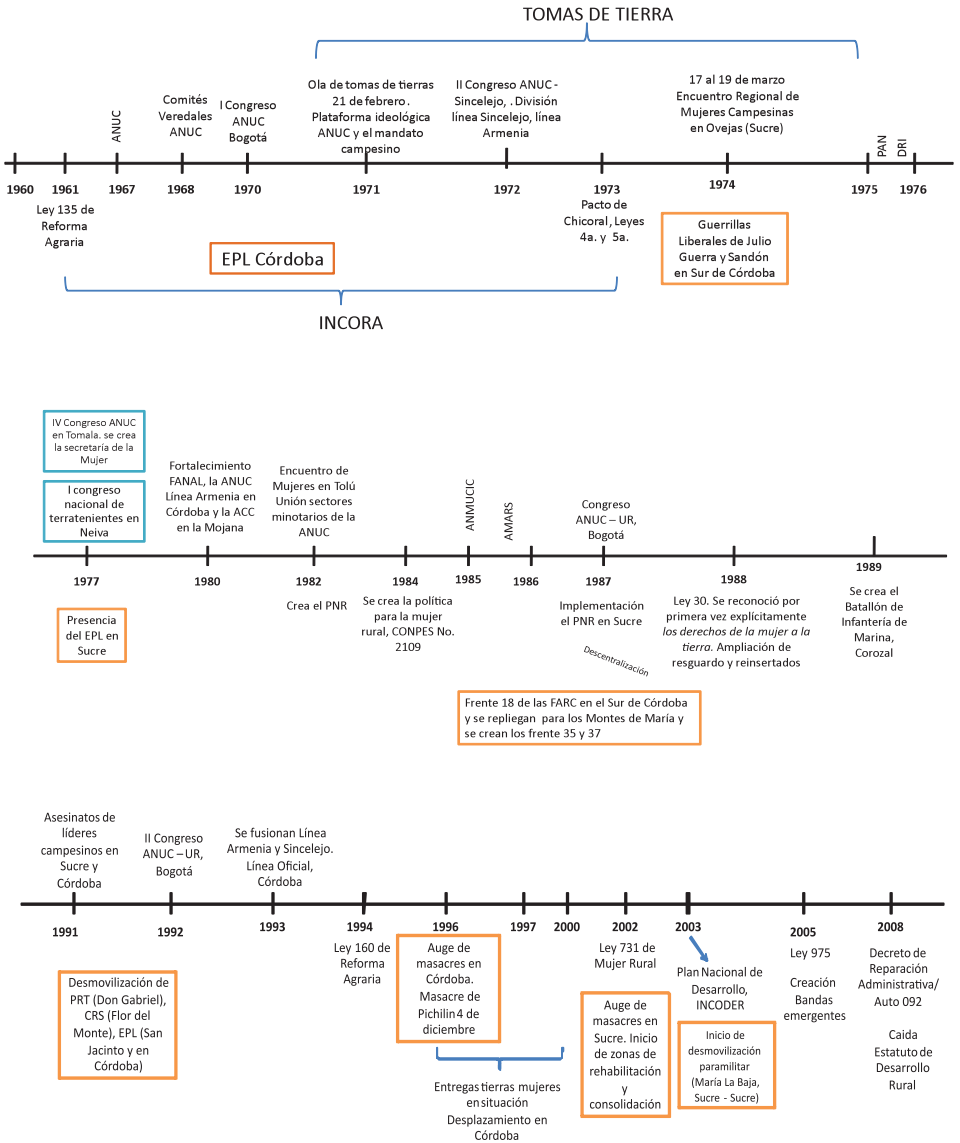 TOMAS DE TIERRA
ANUC
Comités
Veredales
ANUC
I Congreso
ANUC
Bogotá
Ola de tomas de tierras
21 de febrero .
Plataforma ideológica
ANUC y el mandato
campesino
II Congreso ANUC -
Sincelejo, . División
línea Sincelejo, línea
Armenia
17 al 19 de marzo
Encuentro Regional de
Mujeres Campesinas
en Ovejas (Sucre)
PAN
DRI
1960
1961
1967
1968
1970
1971
1972
1973
1974
1975
1976
Ley 135 de
Reforma
Agraria
EPL Córdoba
Pacto de
Chicoral, Leyes
4a. y 5a.
Guerrillas
Liberales de Julio
Guerra y Sandón
en Sur de Córdoba
INCORA
IV Congreso ANUC
en Tomala. se crea
la secretaría de la
Mujer
I congreso
nacional de
terratenientes en
Neiva
Fortalecimiento
FANAL, la ANUC
Línea Armenia en
Córdoba y la ACC
en la Mojana
Encuentro de
Mujeres en Tolú
Unión sectores
minotarios de la
ANUC
ANMUCIC
AMARS
Congreso
ANUC – UR,
Bogotá
1977
1980
1982
1984
1985
1986
1987
1988
1989
Presencia
del EPL en
Sucre
Crea el PNR
Se crea la política
para la mujer
rural, CONPES No.
2109
Implementación
el PNR en Sucre
Descentralización
Ley 30. Se reconoció por
primera vez explícitamente
los derechos de la mujer a la
tierra. Ampliación de
resguardo y reinsertados
Se crea el
Batallón de
Infantería de
Marina,
Corozal
Frente 18 de las FARC en el Sur de Córdoba
y se repliegan para los Montes de María y
se crean los frente 35 y 37
Asesinatos de
líderes
campesinos en
Sucre y
Córdoba
II Congreso
ANUC – UR,
Bogotá
Se fusionan Línea
Armenia y Sincelejo.
Línea Oficial,
Córdoba
1991
1992
1993
1994
1996
1997
2000
2002
2003
2005
2008
Desmovilización de
PRT (Don Gabriel),
CRS (Flor del
Monte), EPL (San
Jacinto y en
Córdoba)
Ley 160 de
Reforma
Agraria
Auge de
masacres en
Córdoba.
Masacre de
Pichilin 4 de
diciembre
Entregas tierras mujeres
en situación
Desplazamiento en
Córdoba
Ley 731 de
Mujer Rural
Auge de
masacres en
Sucre. Inicio
de zonas de
rehabilitación
y
consolidación
Plan Nacional de
Desarrollo,
INCODER
Inicio de
desmovilización
paramilitar
(María La Baja,
Sucre - Sucre)
Ley 975
Creación
Bandas
emergentes
Decreto de
Reparación
Administrativa/
Auto 092
Caida
Estatuto de
Desarrollo
Rural